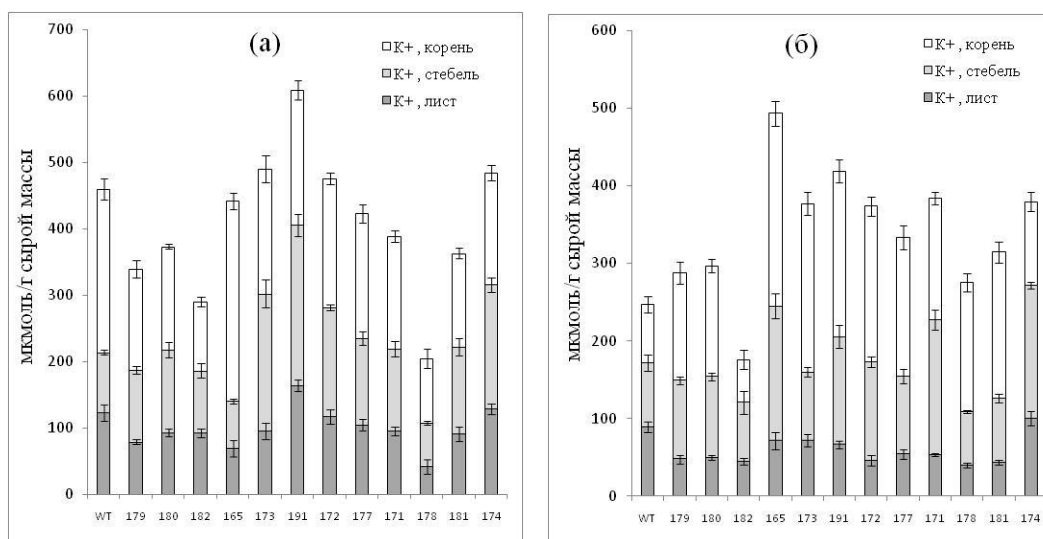 (а)
К+, корень
К+, стебель
К+ , лист
мкмоль/г сырой массы
700
600
500
400
300
200
100
0
WT 179 180 182 165 173 191 172 177 171 178 181 174
(б)
К+, корень
К+, стебель
К+ , лист
мкмоль/г сырой массы
600
500
400
300
200
100
0
WT 179 180 182 165 173 191 172 177 171 178 181 174